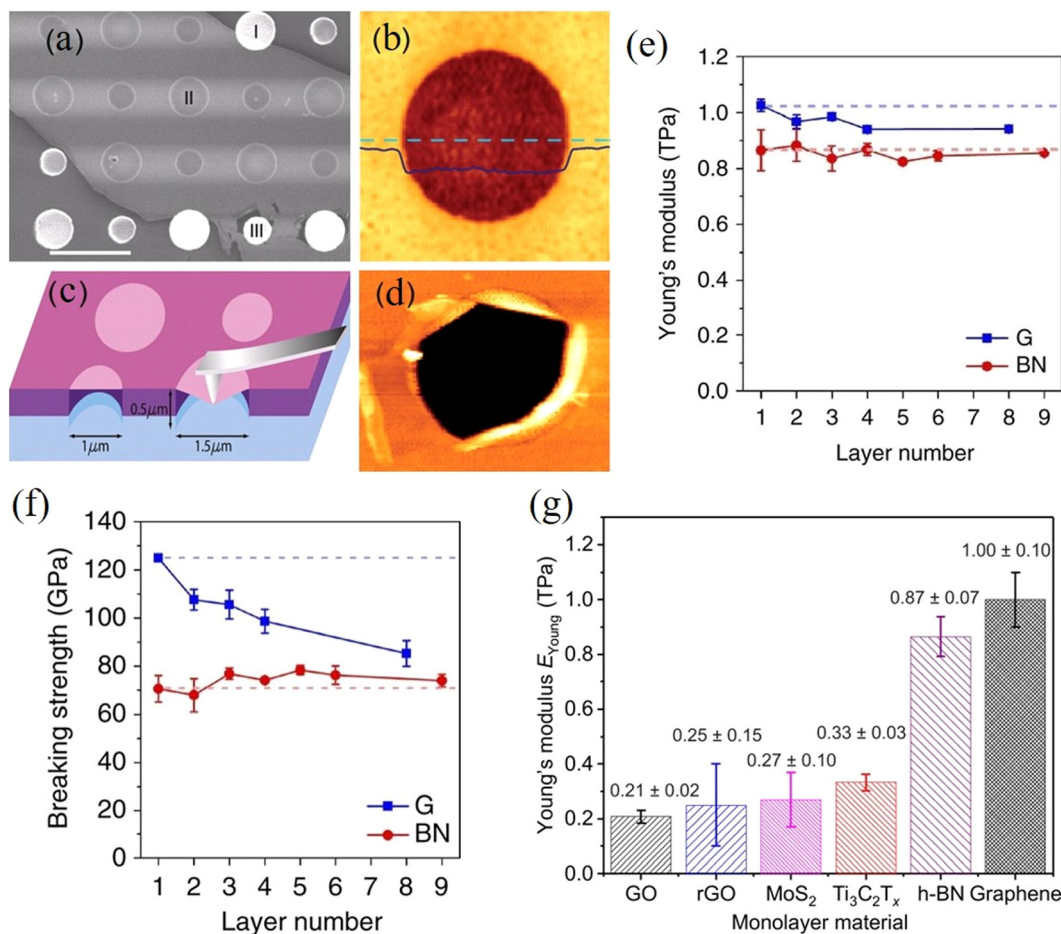 (a)
I
II
III
(b)
(c)
0.5μm
1μm
1.5μm
(d)
(e)
Young's modulus (TPa)
1.2
1.0
0.8
0.6
0.4
0.2
0.0
G
BN
1 2 3 4 5 6 7 8 9
Layer number
(f)
Breaking strength (GPa)
140
120
100
80
60
40
20
0
G
BN
1 2 3 4 5 6 7 8 9
Layer number
(g)
Young's modulus E_Young (TPa)
1.2
1.0
0.8
0.6
0.4
0.2
0.0
0.21 ± 0.02
0.25 ± 0.15
0.27 ± 0.10
0.33 ± 0.03
0.87 ± 0.07
1.00 ± 0.10
GO rGO MoS₂ Ti₃C₂Tₓ h-BN Graphene
Monolayer material